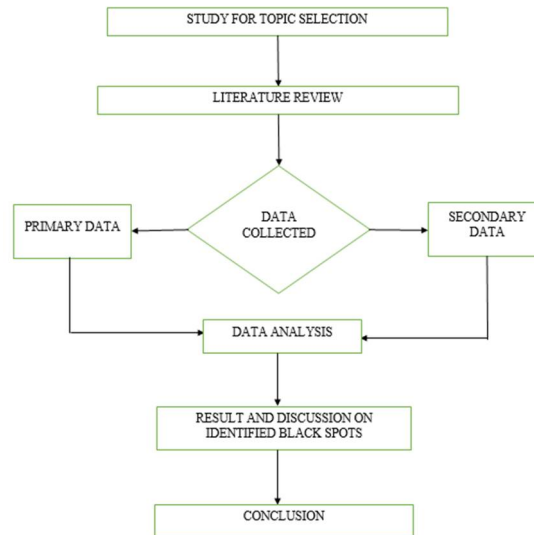 STUDY FOR TOPIC SELECTION
LITERATURE REVIEW
DATA
COLLECTED
PRIMARY DATA
SECONDARY
DATA
DATA ANALYSIS
RESULT AND DISCUSSION ON
IDENTIFIED BLACK SPOTS
CONCLUSION